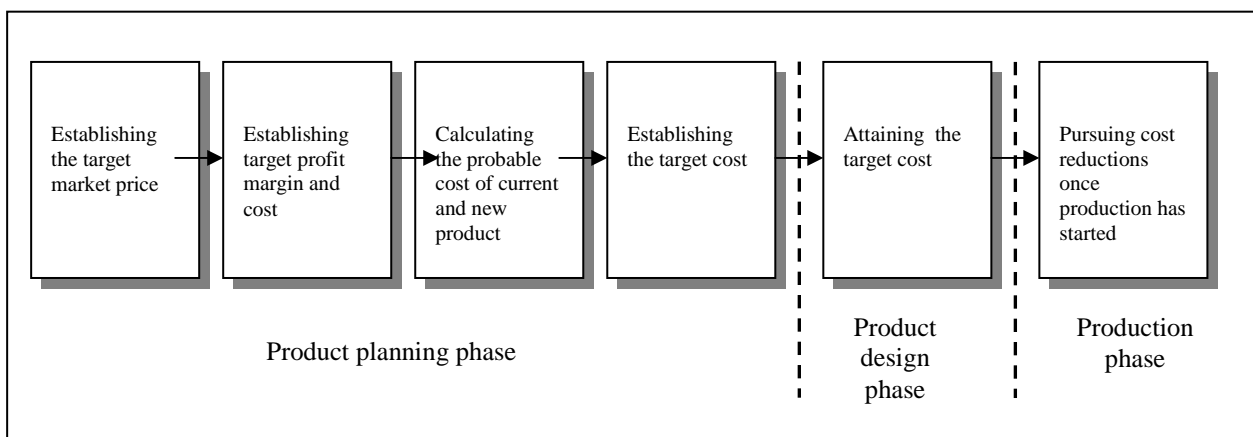 Establishing
the target
market price
Establishing
target profit
margin and
cost
Calculating
the probable
cost of current
and new
product
Establishing
the target cost
Attaining the
target cost
Pursuing cost
reductions
once
production has
started
Product planning phase
Product
design
phase
Production
phase